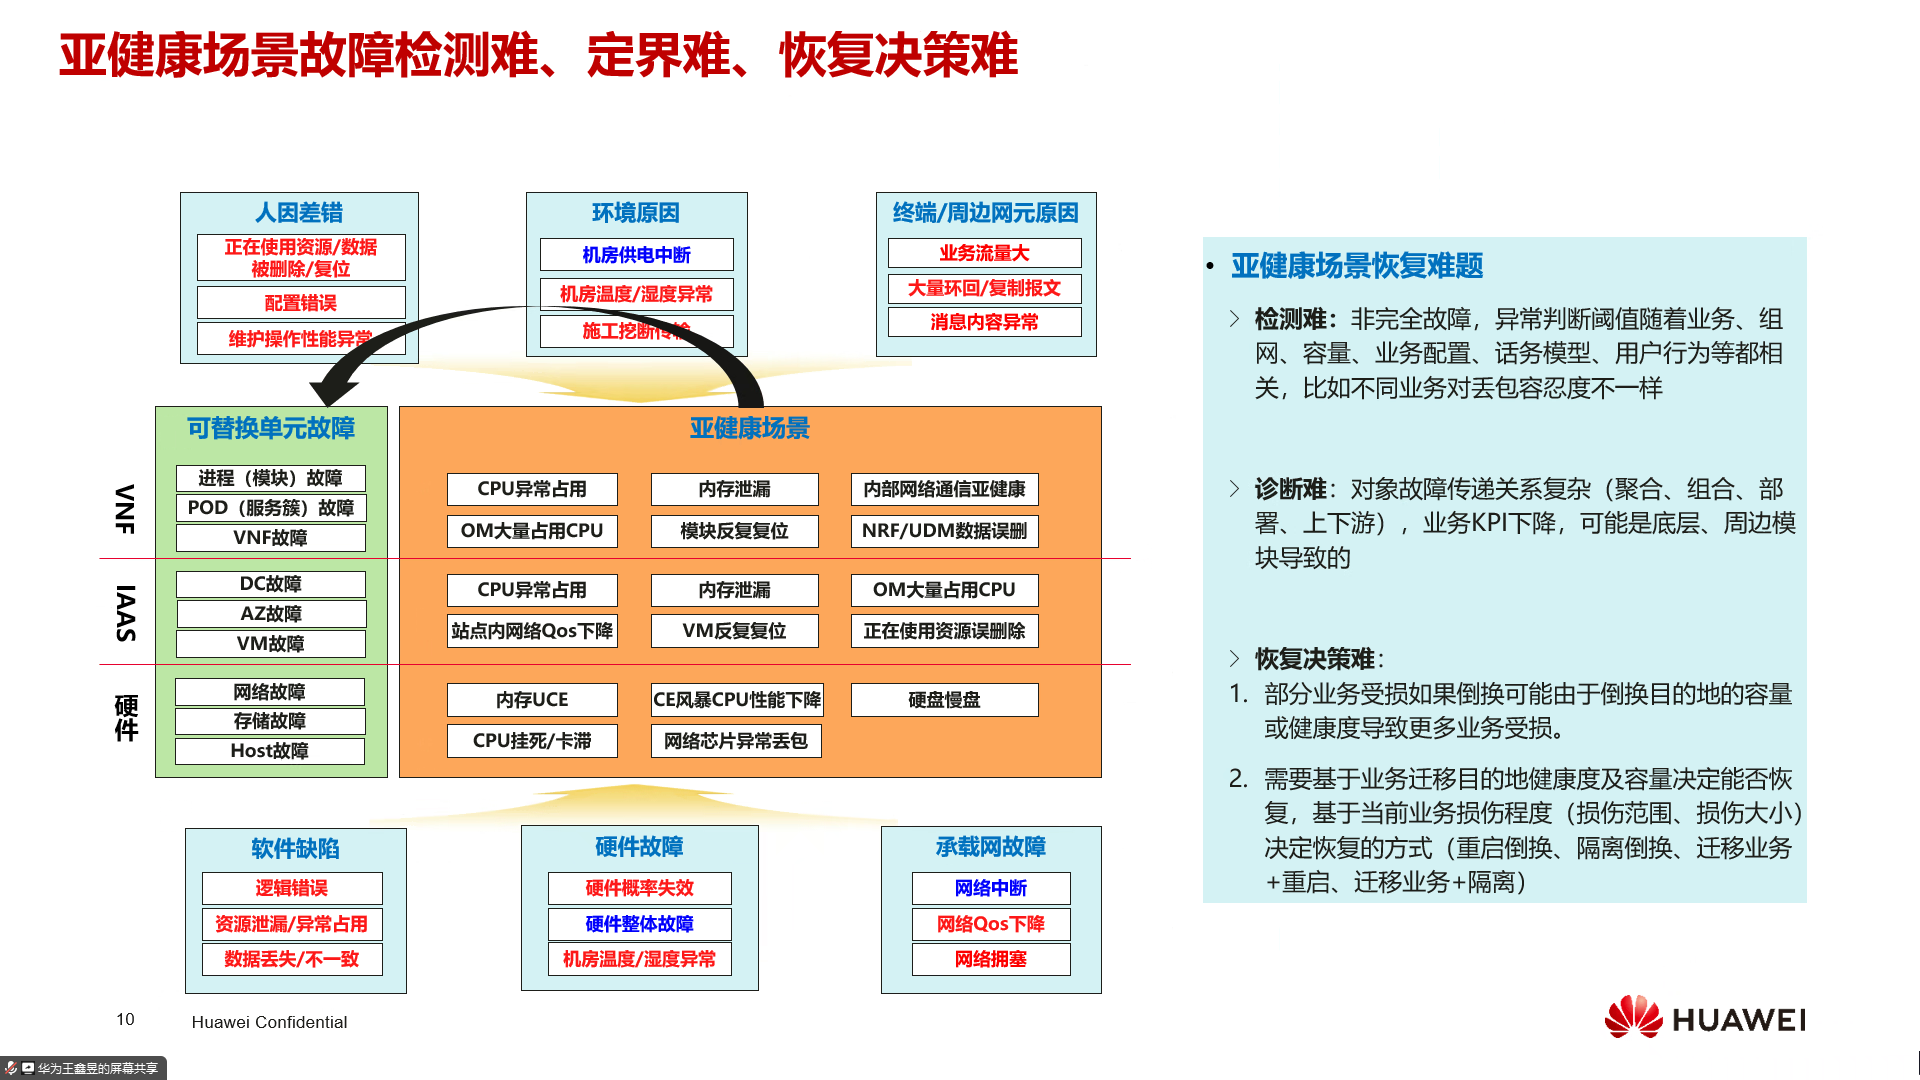 亚健康场景故障检测难、定界难、恢复决策难
人因差错
正在使用资源/数据
被删除/复位
配置错误
维护操作性能异常
环境原因
机房供电中断
机房温度/湿度异常
施工挖断传输
终端/周边网元原因
业务流量大
大量环回/复制报文
消息内容异常
可替换单元故障
亚健康场景
VNF
进程（模块）故障
POD（服务簇）故障
VNF故障
CPU异常占用
内存泄漏
内部网络通信亚健康
OM大量占用CPU
模块反复复位
NRF/UDM数据误删
IAAS
DC故障
AZ故障
VM故障
CPU异常占用
内存泄漏
OM大量占用CPU
站点内网络Qos下降
VM反复复位
正在使用资源误删除
硬件
网络故障
存储故障
Host故障
内存UCE
CE风暴CPU性能下降
硬盘慢盘
CPU挂死/卡滞
网络芯片异常丢包
软件缺陷
逻辑错误
资源泄漏/异常占用
数据丢失/不一致
硬件故障
硬件概率失效
硬件整体故障
机房温度/湿度异常
承载网故障
网络中断
网络Qos下降
网络拥塞
• 亚健康场景恢复难题
检测难：非完全故障，异常判断阈值随着业务、组
网、容量、业务配置、话务模型、用户行为等都相
关，比如不同业务对丢包容忍度不一样
诊断难：对象故障传递关系复杂（聚合、组合、部
署、上下游），业务KPI下降，可能是底层、周边模
块导致的
恢复决策难：
1. 部分业务受损如果倒换可能由于倒换目的地的容量
或健康度导致更多业务受损。
2. 需要基于业务迁移目的地健康度及容量决定能否恢
复，基于当前业务损伤程度（损伤范围、损伤大小）
决定恢复的方式（重启倒换、隔离倒换、迁移业务
+重启、迁移业务+隔离）
10
Huawei Confidential
HUAWEI
华为王鑫昱的屏幕共享